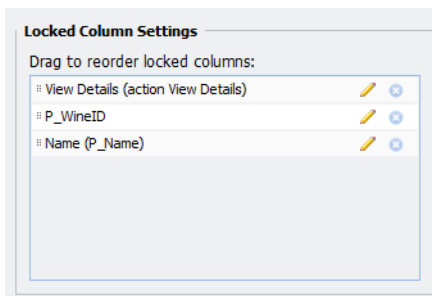 Locked Column Settings
Drag to reorder locked columns:
View Details (action View Details)
P_WineID
Name (P_Name)